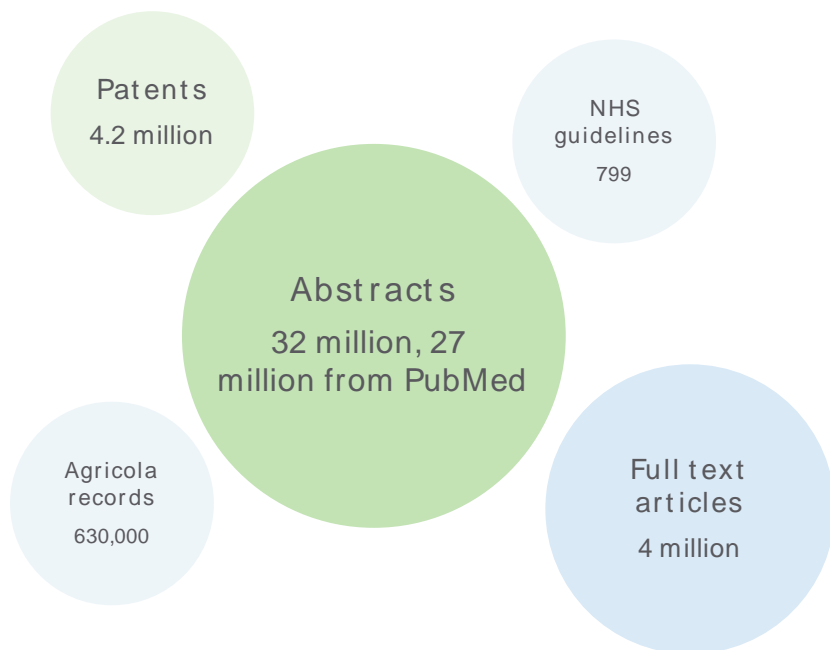 Patents
4.2 million
NHS
guidelines
799
Abstracts
32 million, 27
million from PubMed
Agricola
records
630,000
Full text
articles
4 million